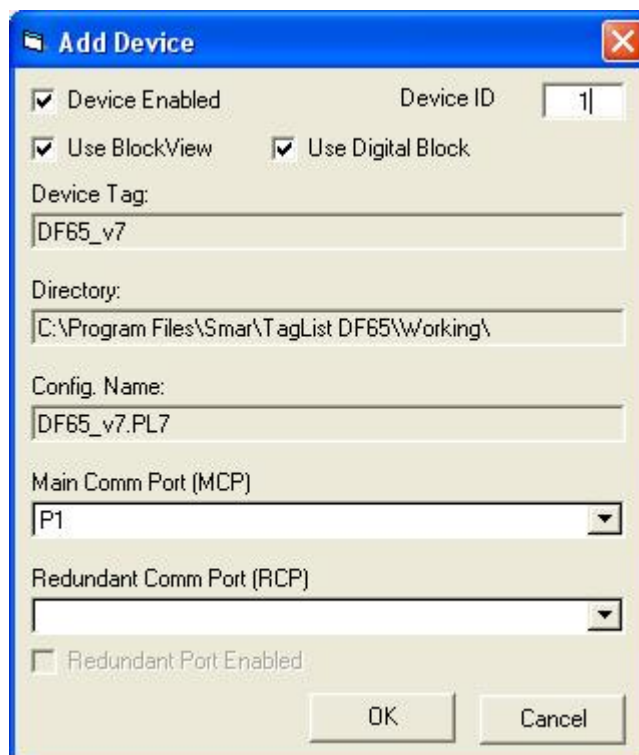 Add Device
Device Enabled Device ID 1
Use BlockView Use Digital Block
Device Tag:
DF65_v7
Directory:
C:\Program Files\Smar\TagList DF65\Working\
Config. Name:
DF65_v7.PL7
Main Comm Port (MCP)
P1
Redundant Comm Port (RCP)
Redundant Port Enabled
OK Cancel